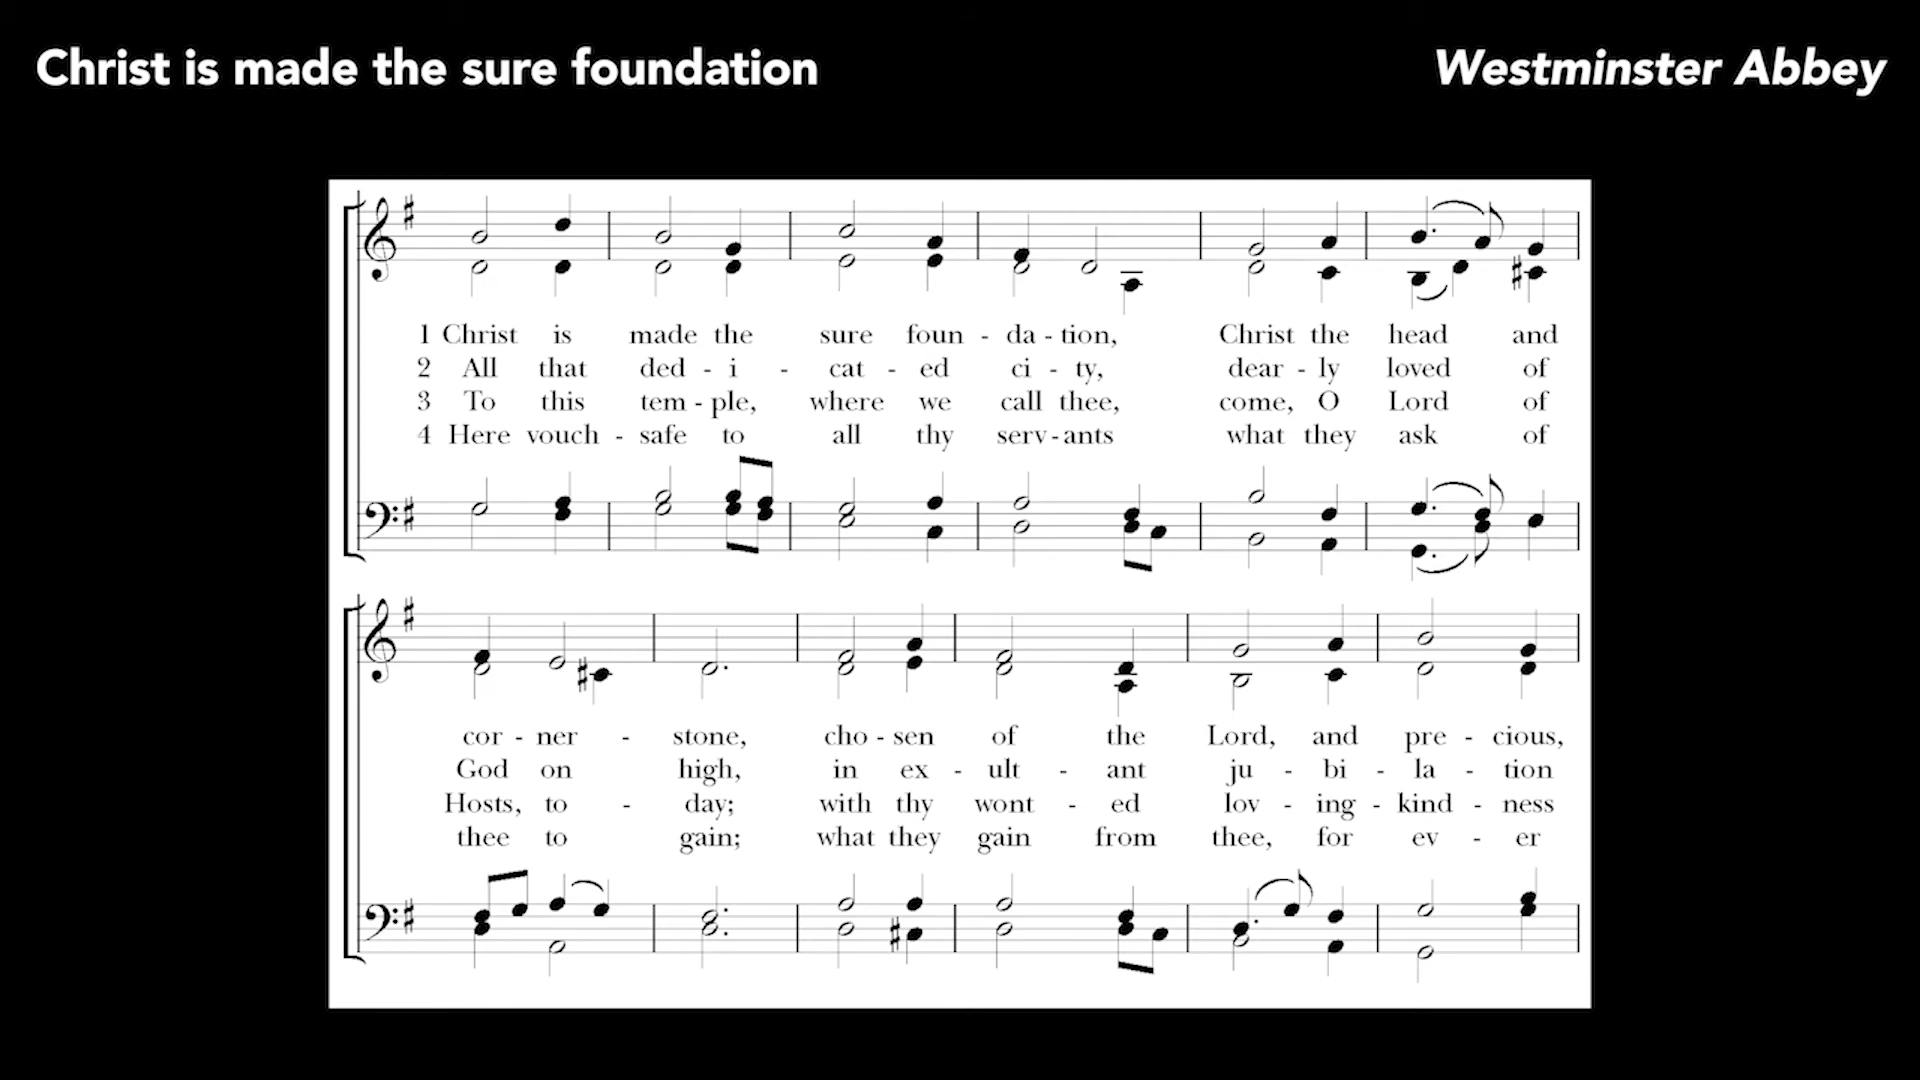 Christ is made the sure foundation
Westminster Abbey
1 Christ is made the sure foun - da - tion, Christ the head and
2 All that ded - i - cat - ed ci - ty, dear - ly loved of
3 To this tem - ple, where we call thee, come, O Lord of
4 Here vouch - safe to all thy serv - ants what they ask of
cor - ner - stone, cho - sen of the Lord, and pre - cious,
God on high, in ex - ult - ant ju - bi - la - tion
Hosts, to - day; with thy wont - ed lov - ing - kind - ness
thee to gain; what they gain from thee, for ev - er